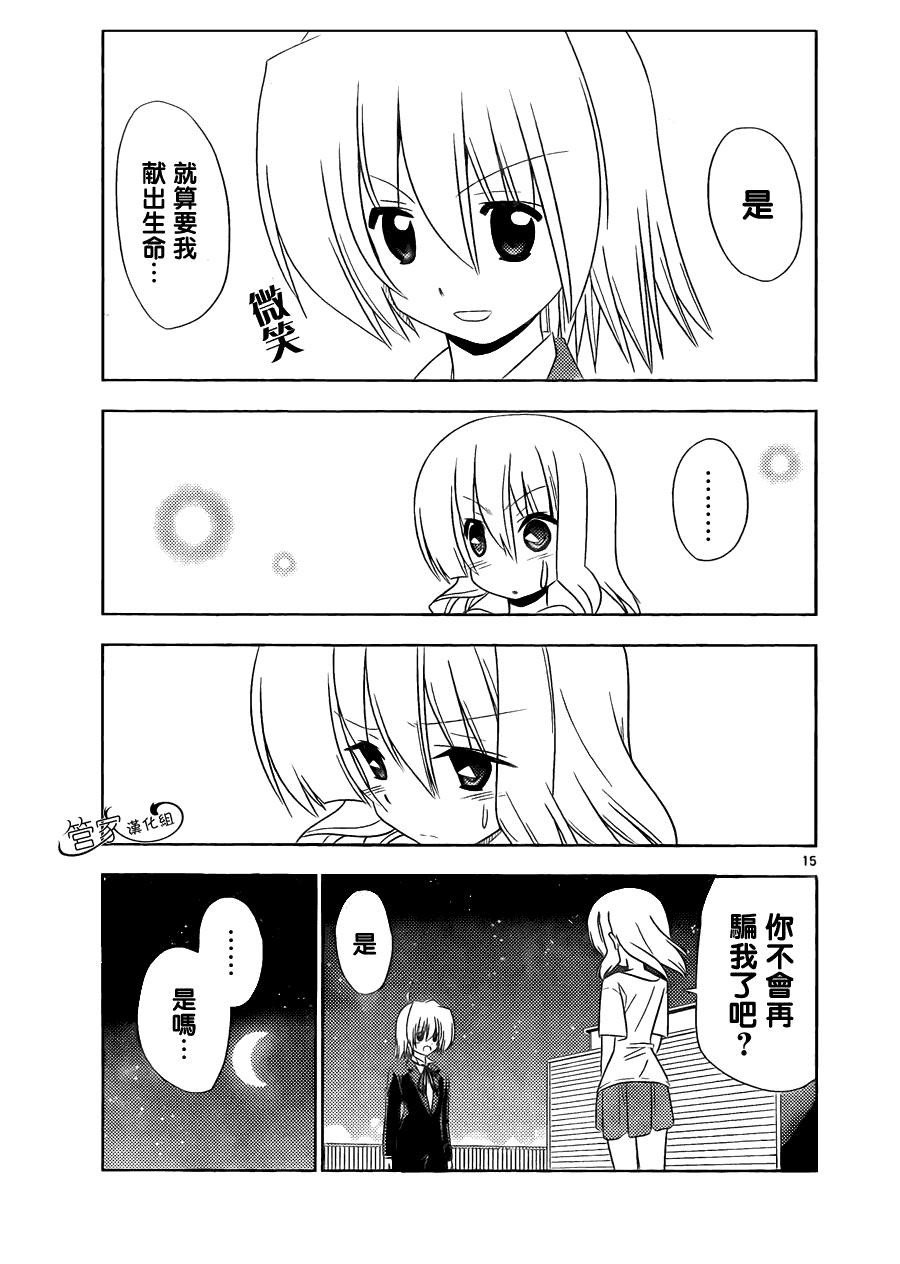 是
就算要我
献出生命…
微笑
……
15
你不會再
騙我了吧？
是
……
是嗎…
管家
漢化組